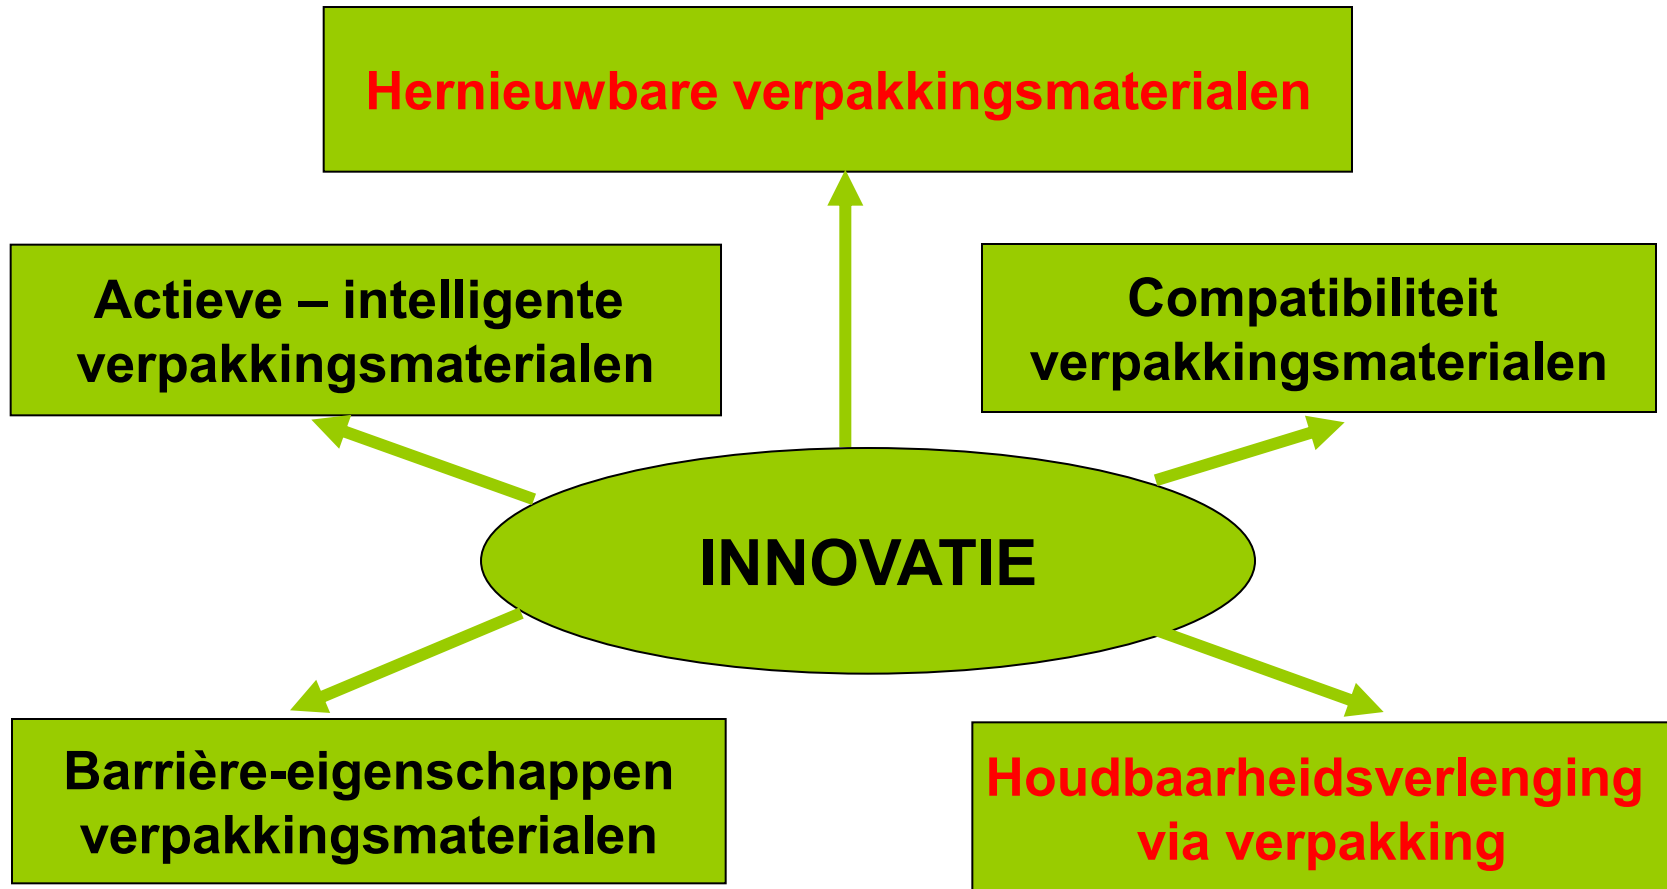 Hernieuwbare verpakkingsmaterialen
Actieve – intelligente
verpakkingsmaterialen
Compatibiliteit
verpakkingsmaterialen
INNOVATIE
Barrière-eigenschappen
verpakkingsmaterialen
Houdbaarheidsverlenging
via verpakking